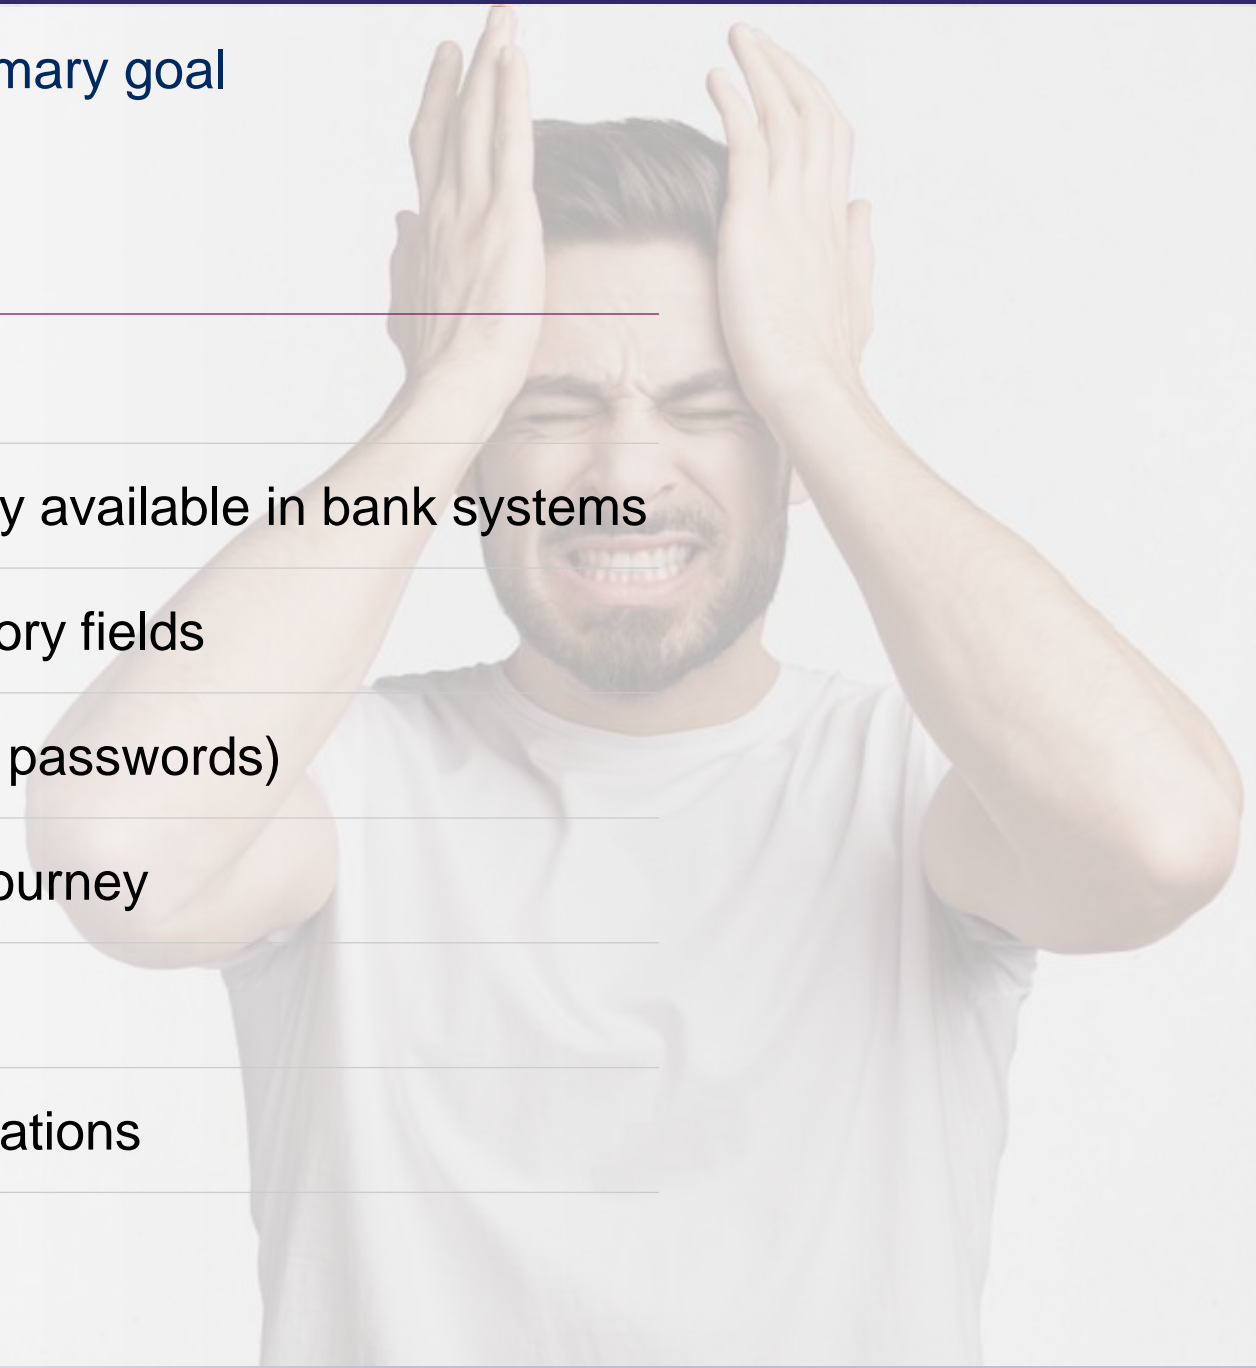 mary goal
y available in bank systems
ory fields
passwords)
ourney
ations